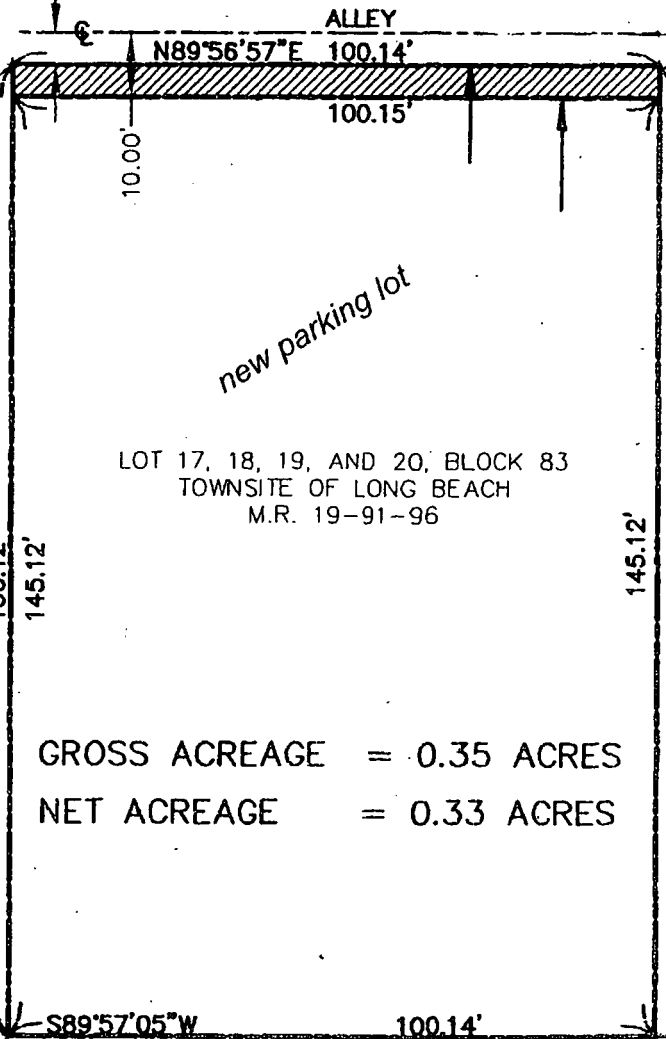 ALLEY
℄
N89°56'57"E 100.14'
100.15'
10.00'
new parking lot
LOT 17, 18, 19, AND 20, BLOCK 83
TOWNSITE OF LONG BEACH
M.R. 19-91-96
145.12'
145.12'
GROSS ACREAGE = 0.35 ACRES
NET ACREAGE = 0.33 ACRES
S89°57'05"W 100.14'